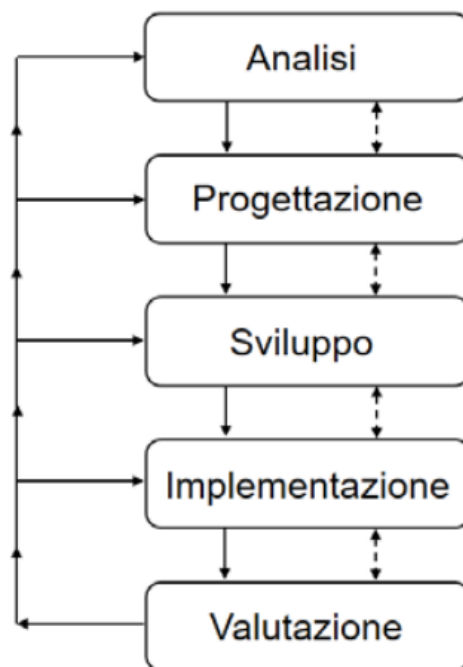 Analisi
Progettazione
Sviluppo
Implementazione
Valutazione